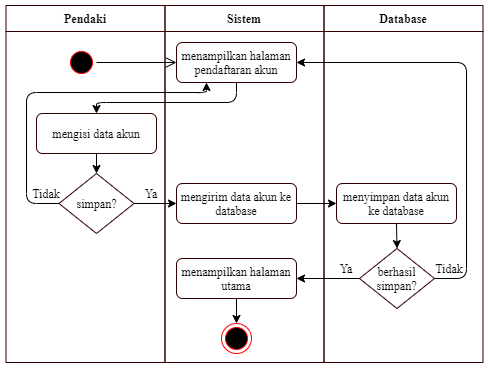 Pendaki
Sistem
Database
menampilkan halaman
pendaftaran akun
mengisi data akun
Tidak
simpan?
Ya
mengirim data akun ke
database
menyimpan data akun
ke database
menampilkan halaman
utama
Ya
berhasil
simpan?
Tidak